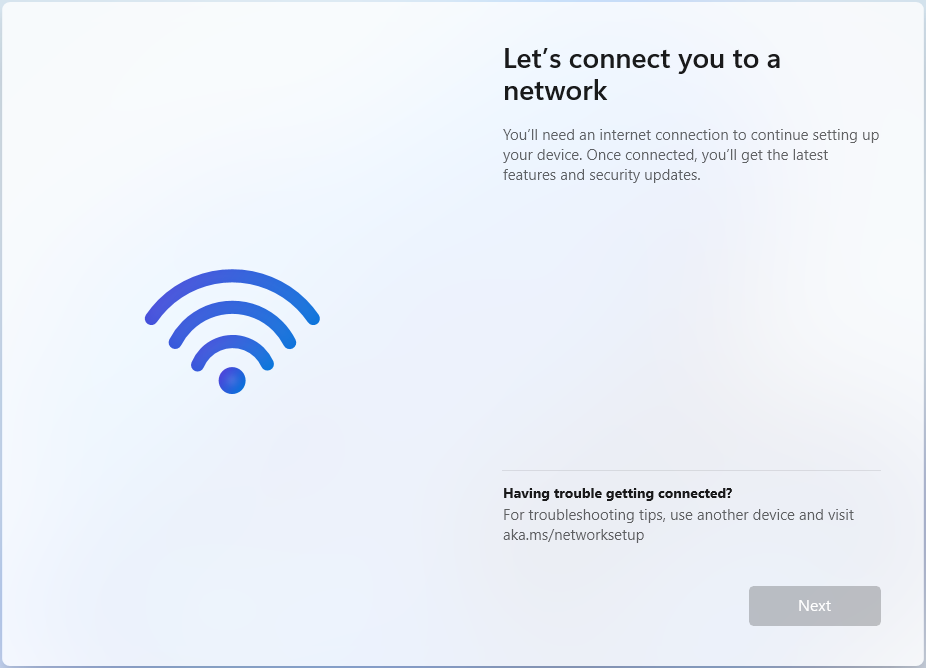 Let’s connect you to a
network
You’ll need an internet connection to continue setting up
your device. Once connected, you’ll get the latest
features and security updates.
Having trouble getting connected?
For troubleshooting tips, use another device and visit
aka.ms/networksetup
Next